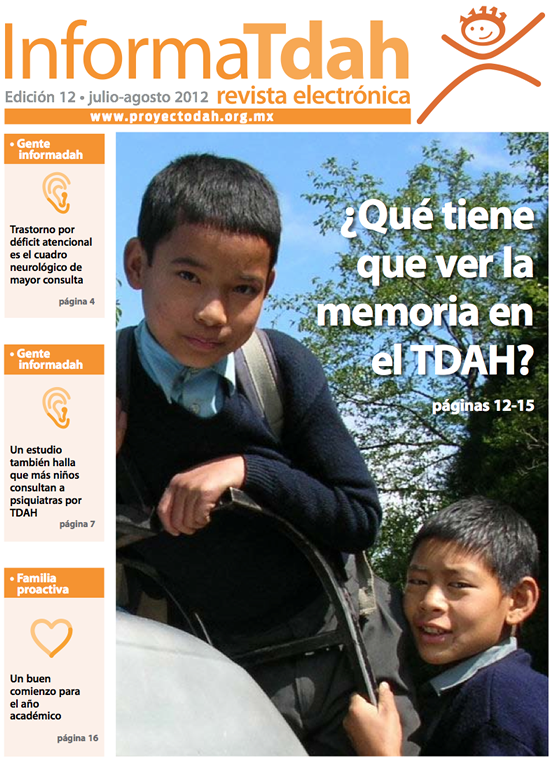 InformaTdah
Edición 12 • julio-agosto 2012 revista electrónica
www.proyectodah.org.mx
• Gente
informadah
Trastorno por
déficit atencional
es el cuadro
neurológico de
mayor consulta
página 4
• Gente
informadah
Un estudio
también halla
que más niños
consultan a
psiquiatras por
TDAH
página 7
• Familia
proactiva
Un buen
comienzo para
el año
académico
página 16
¿Qué tiene
que ver la
memoria en
el TDAH?
páginas 12-15